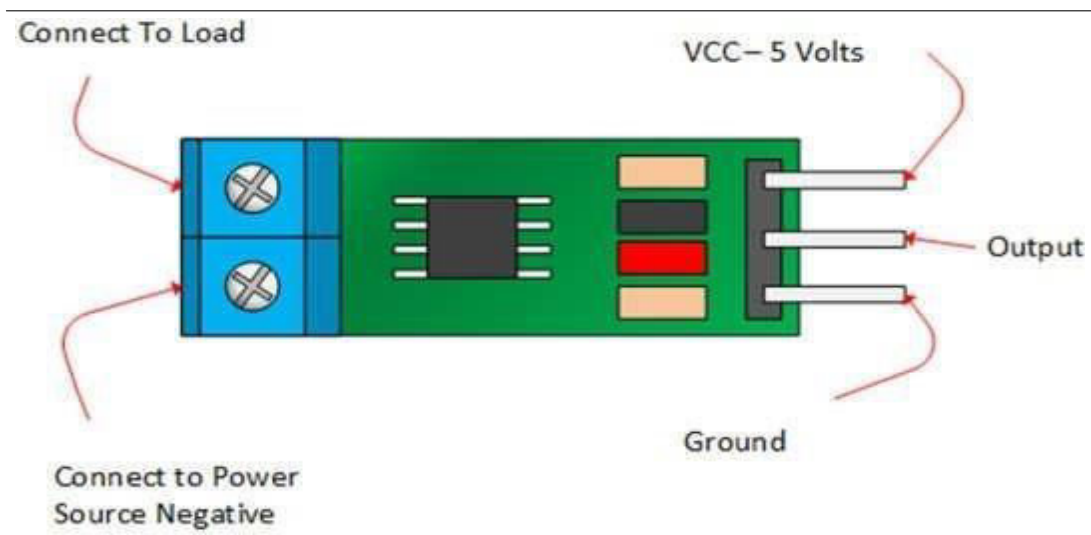 Connect To Load
VCC– 5 Volts
Output
Ground
Connect to Power
Source Negative